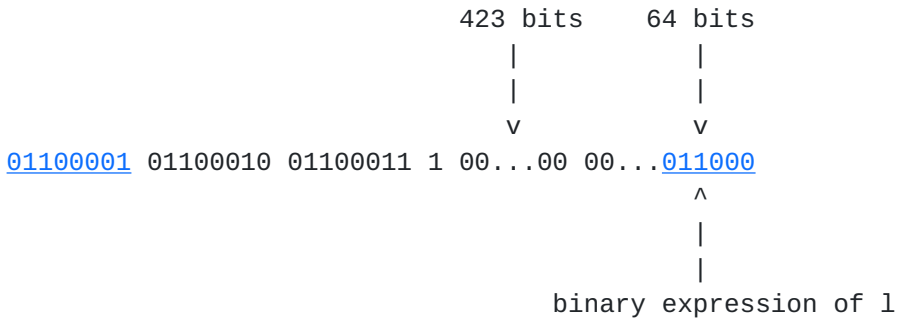 423 bits    64 bits
|           |
|           |
v           v
01100001 01100010 01100011 1 00...00 00...011000
^
|
|
binary expression of l